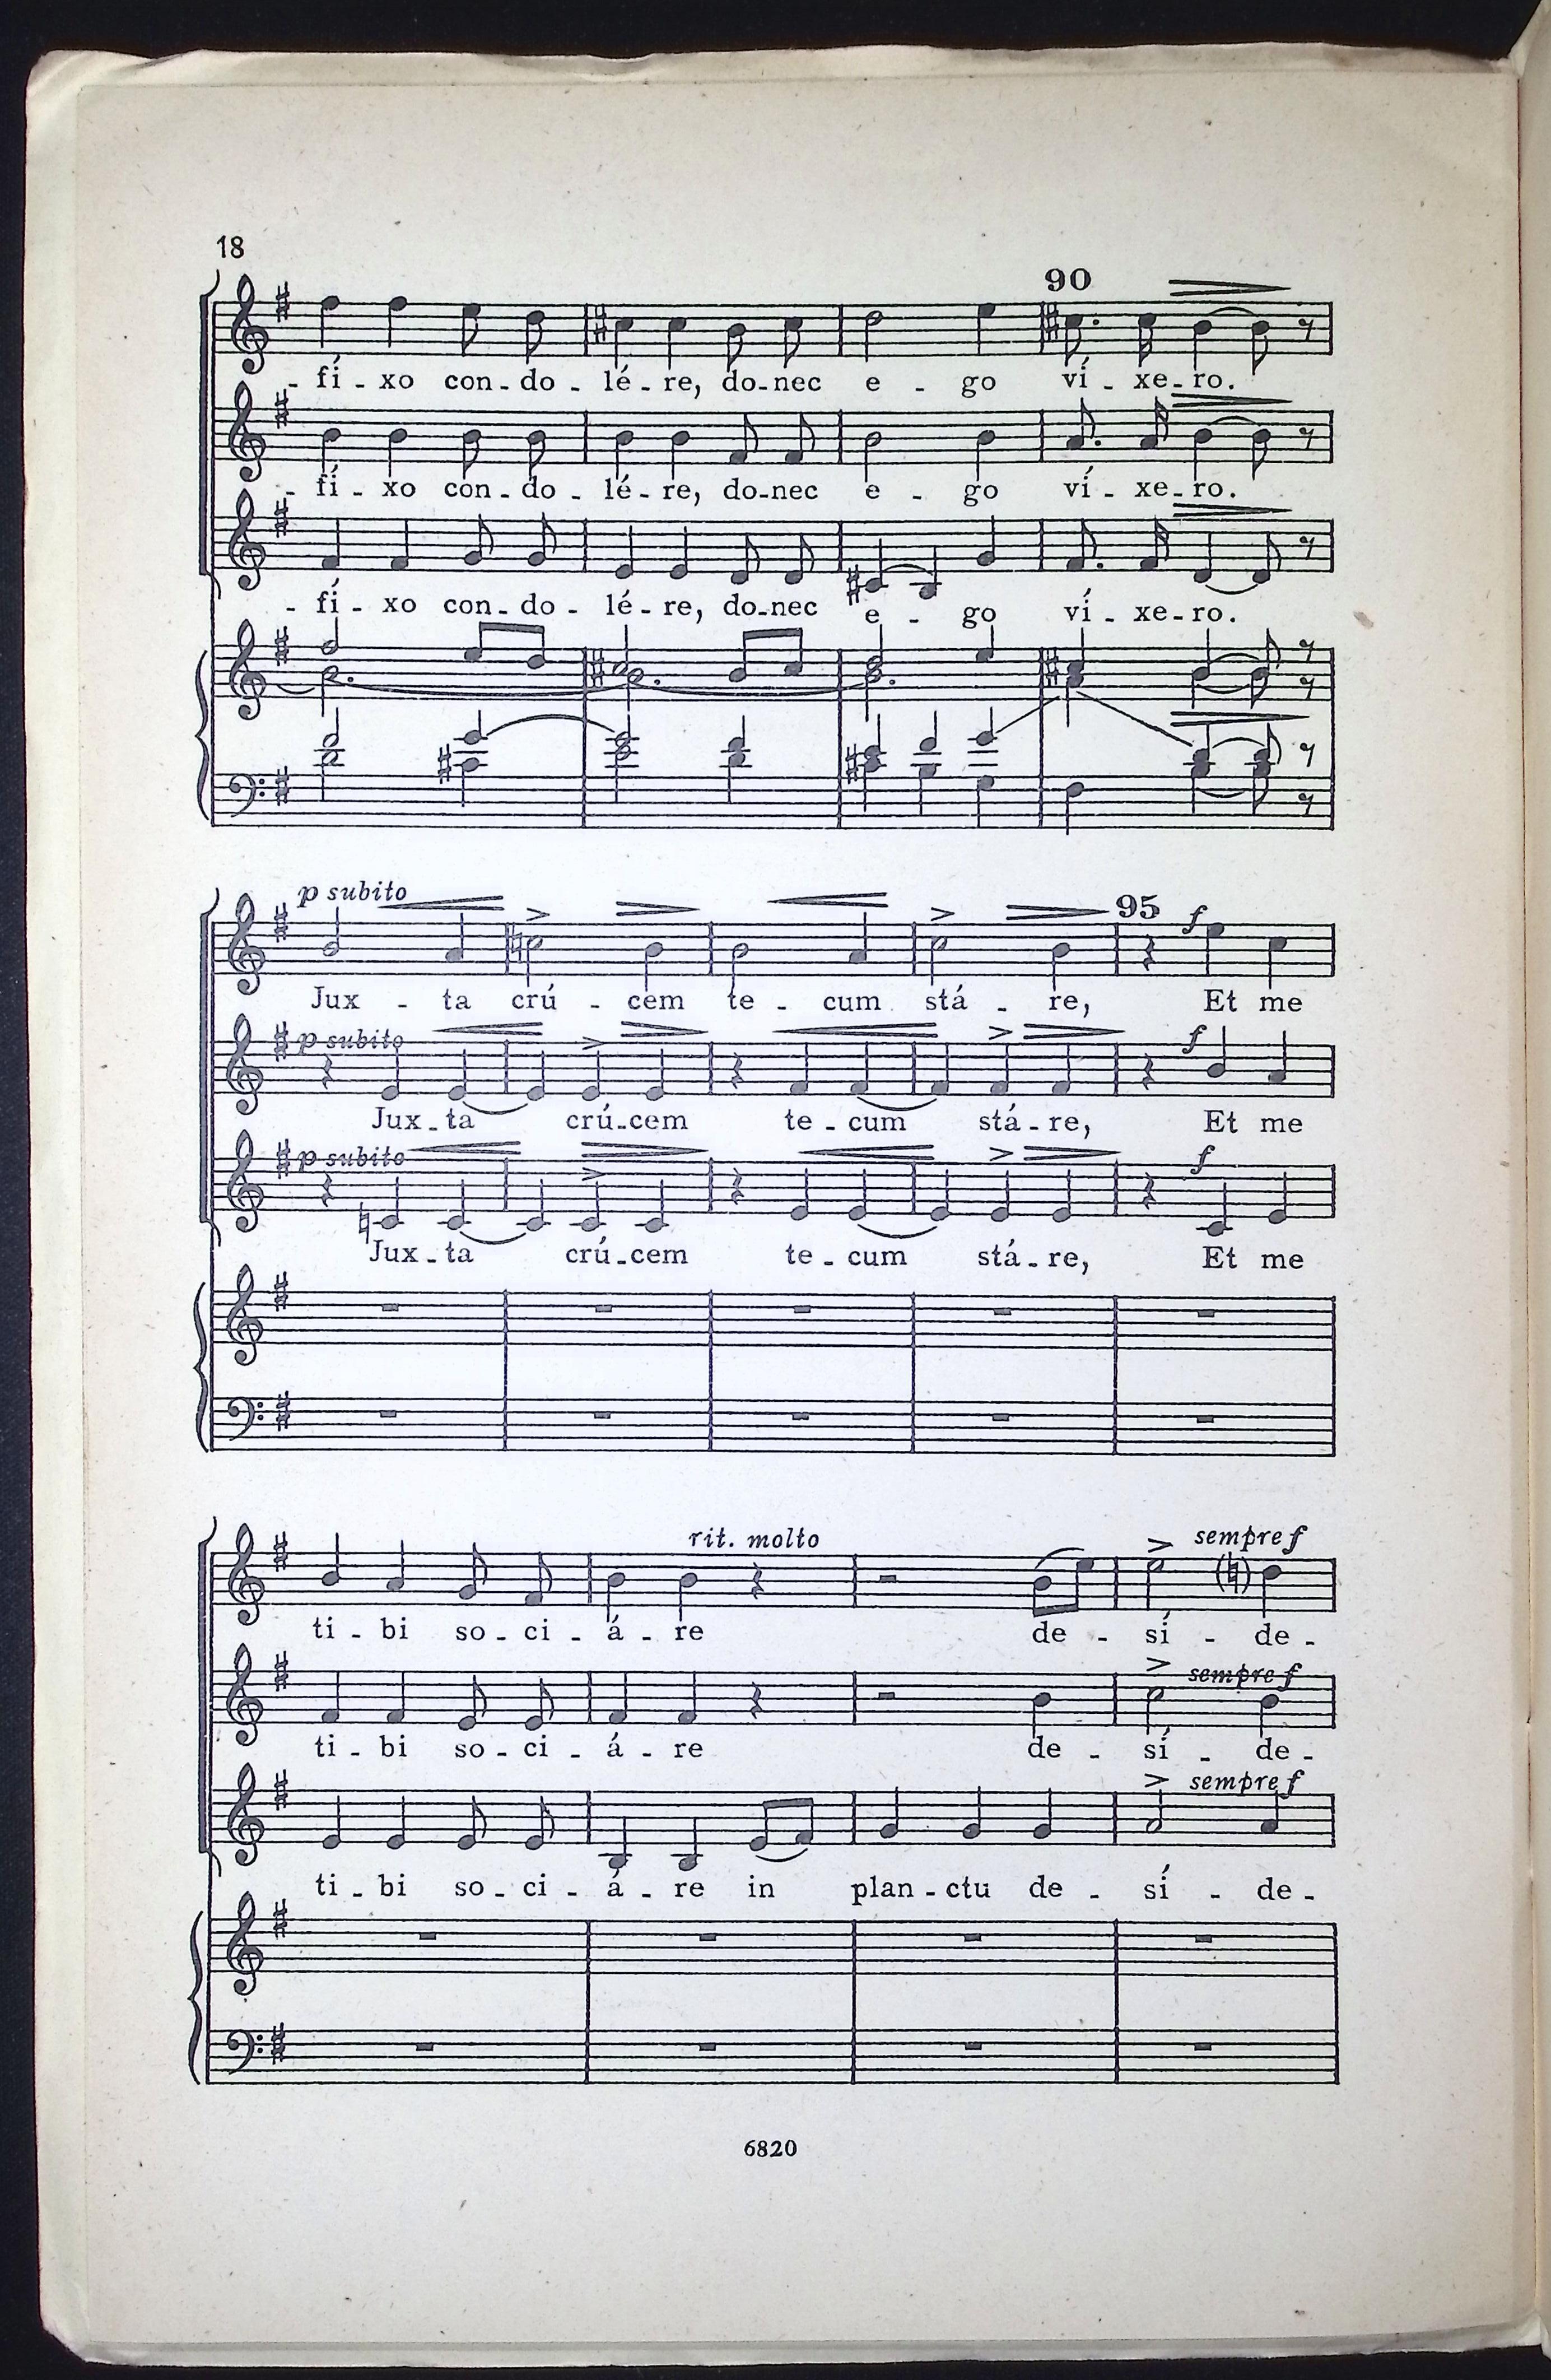 18
90
- fí - xo con - do - lé - re, do - nec e - go ví - xe - ro.
- fí - xo con - do - lé - re, do - nec e - go ví - xe - ro.
- fí - xo con - do - lé - re, do - nec e - go ví - xe - ro.
p subito 95 f
Jux - ta crú - cem te - cum stá - re, Et me
p subito f
Jux - ta crú - cem te - cum stá - re, Et me
p subito f
Jux - ta crú - cem te - cum stá - re, Et me
rit. molto sempre f
ti - bi so - ci - á - re de - sí - de -
sempre f
ti - bi so - ci - á - re de - sí - de -
sempre f
ti - bi so - ci - á - re in plan - ctu de - sí - de -
6820